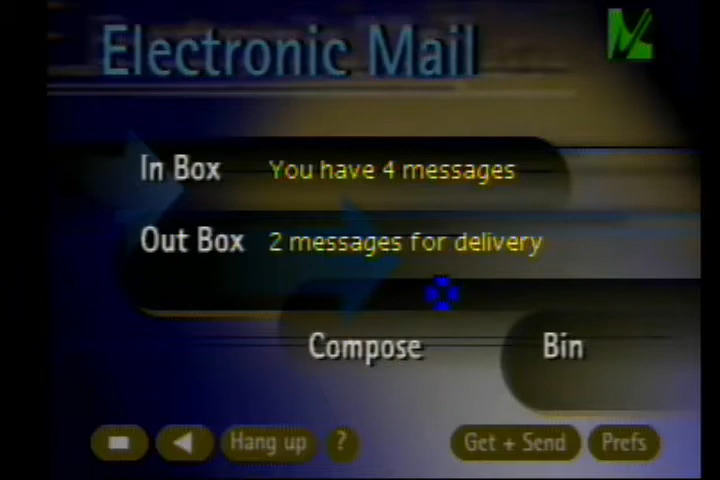 Electronic Mail
In Box You have 4 messages
Out Box 2 messages for delivery
Compose Bin
Hang up ? Get + Send Prefs